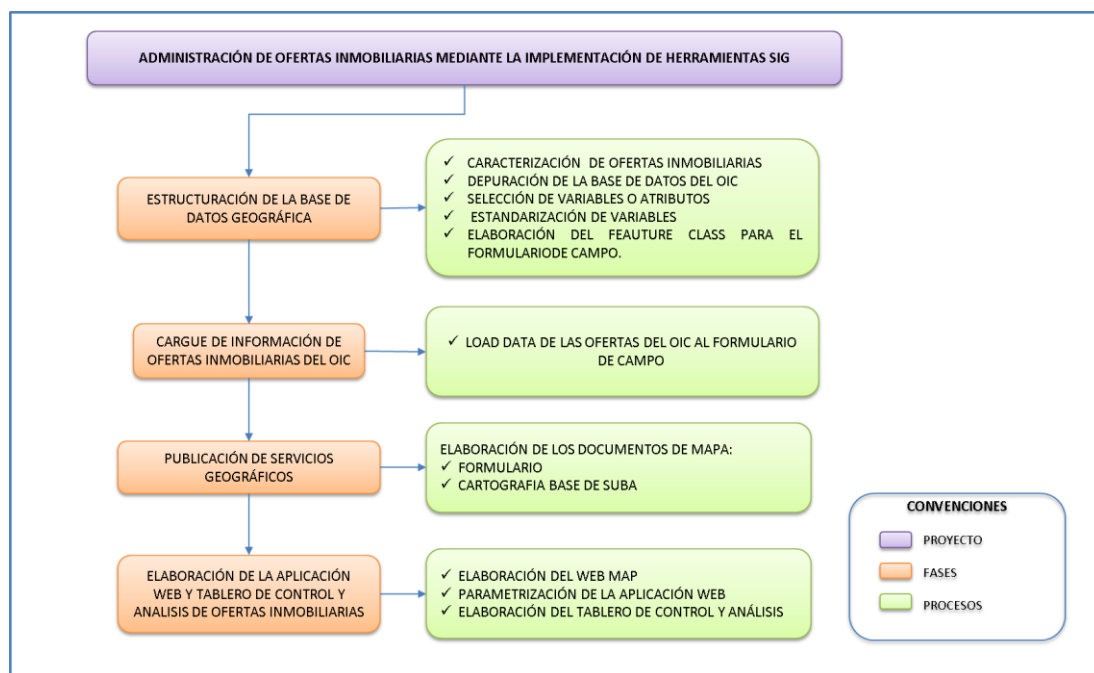 ADMINISTRACIÓN DE OFERTAS INMOBILIARIAS MEDIANTE LA IMPLEMENTACIÓN DE HERRAMIENTAS SIG
ESTRUCTURACIÓN DE LA BASE DE
DATOS GEOGRÁFICA
✓ CARACTERIZACIÓN DE OFERTAS INMOBILIARIAS
✓ DEPURACIÓN DE LA BASE DE DATOS DEL OIC
✓ SELECCIÓN DE VARIABLES O ATRIBUTOS
✓ ESTANDARIZACIÓN DE VARIABLES
✓ ELABORACIÓN DEL FEAUTURE CLASS PARA EL
FORMULARIODE CAMPO.
CARGUE DE INFORMACIÓN DE
OFERTAS INMOBILIARIAS DEL OIC
✓ LOAD DATA DE LAS OFERTAS DEL OIC AL FORMULARIO
DE CAMPO
PUBLICACIÓN DE SERVICIOS
GEOGRÁFICOS
ELABORACIÓN DE LOS DOCUMENTOS DE MAPA:
✓ FORMULARIO
✓ CARTOGRAFIA BASE DE SUBA
ELABORACIÓN DE LA APLICACIÓN
WEB Y TABLERO DE CONTROL Y
ANALISIS DE OFERTAS INMOBILIARIAS
✓ ELABORACIÓN DEL WEB MAP
✓ PARAMETRIZACIÓN DE LA APLICACIÓN WEB
✓ ELABORACIÓN DEL TABLERO DE CONTROL Y ANÁLISIS
CONVENCIONES
PROYECTO
FASES
PROCESOS